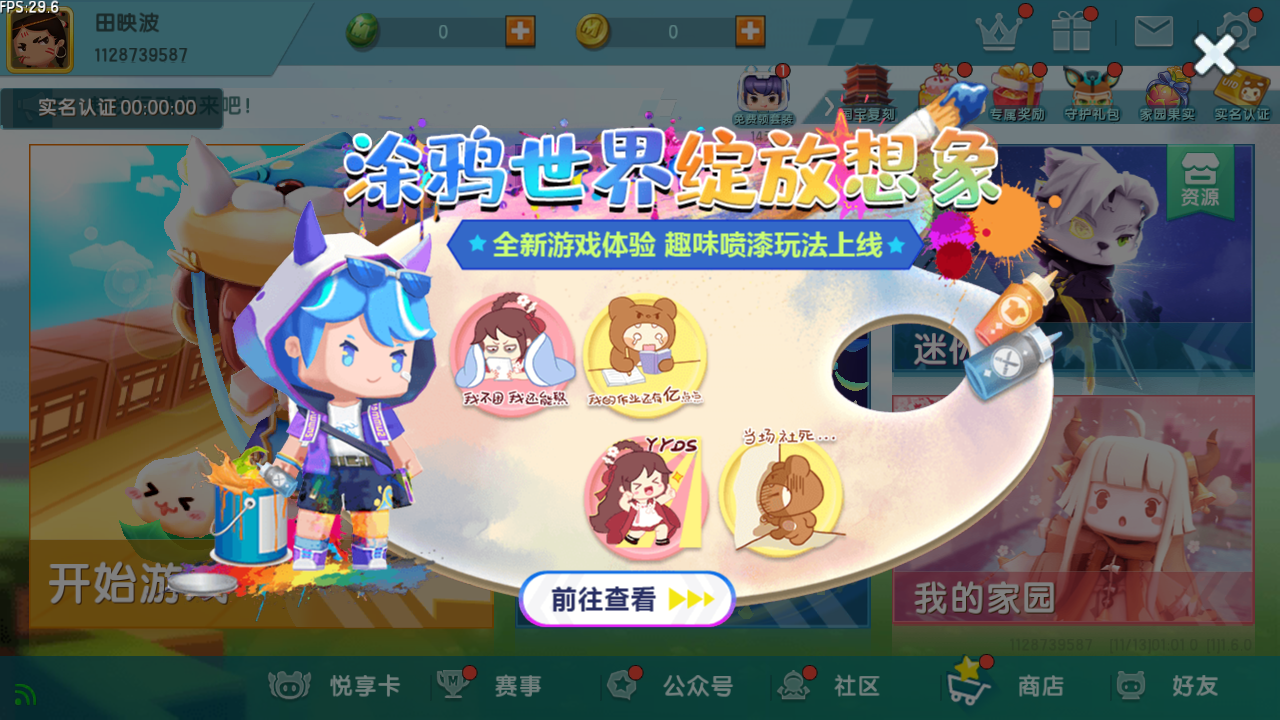 FPS:29.6
田映波
1128739587
0
0
实名认证 00:00:00
来吧！
1
免费领套装
专属奖励
守护礼包
家园果实
实名认证
涂鸦世界绽放想象
全新游戏体验 趣味喷漆玩法上线
资源
我不困 我还能熬
我的作业还有亿点点
迷你
YYDS
当场社死...
开始游戏
前往查看
我的家园
1128739587
悦享卡
赛事
公众号
社区
商店
好友